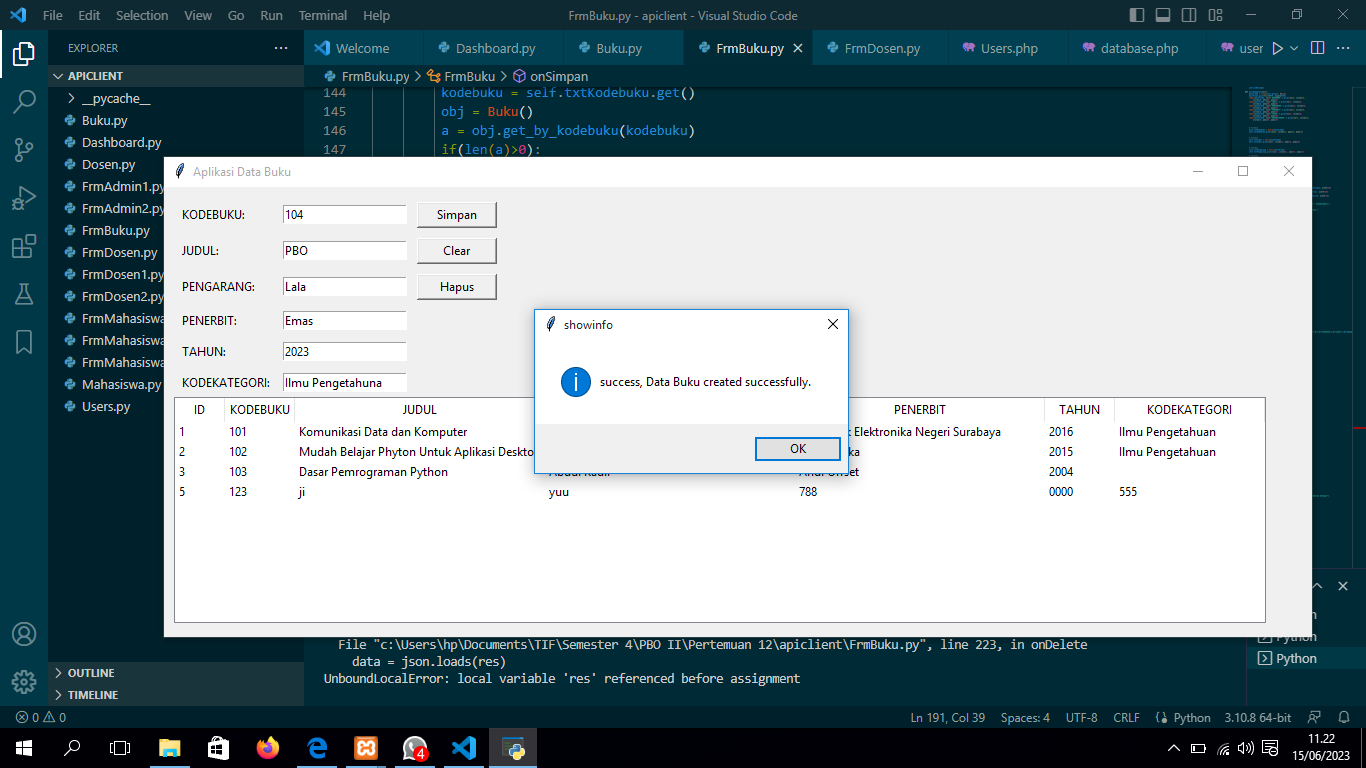 File Edit Selection View Go Run Terminal Help FrmBuku.py - apiclient - Visual Studio Code
EXPLORER
Welcome Dashboard.py Buku.py FrmBuku.py FrmDosen.py Users.php database.php user
APICLIENT
FrmBuku.py > FrmBuku > onSimpan
__pycache__
Buku.py
Dashboard.py
Dosen.py
FrmAdmin1.py
FrmAdmin2.py
FrmBuku.py
FrmDosen.py
FrmDosen1.py
FrmDosen2.py
FrmMahasiswa
FrmMahasiswa
FrmMahasiswa
Mahasiswa.py
Users.py
OUTLINE
TIMELINE
144 kodebuku = self.txtKodebuku.get()
145 obj = Buku()
146 a = obj.get_by_kodebuku(kodebuku)
147 if(len(a)>0):
Aplikasi Data Buku
KODEBUKU: 104 Simpan
JUDUL: PBO Clear
PENGARANG: Lala Hapus
PENERBIT: Emas
TAHUN: 2023
KODEKATEGORI: Ilmu Pengetahuna
showinfo
success, Data Buku created successfully.
OK
ID KODEBUKU JUDUL PENERBIT TAHUN KODEKATEGORI
1 101 Komunikasi Data dan Komputer Elektronika Negeri Surabaya 2016 Ilmu Pengetahuan
2 102 Mudah Belajar Phyton Untuk Aplikasi Deskto ka 2015 Ilmu Pengetahuan
3 103 Dasar Pemrograman Python 2004
5 123 ji yuu 788 0000 555
File "c:\Users\hp\Documents\TIF\Semester 4\PBO II\Pertemuan 12\apiclient\FrmBuku.py", line 223, in onDelete
data = json.loads(res)
UnboundLocalError: local variable 'res' referenced before assignment
Python
Python
0 0 Ln 191, Col 39 Spaces: 4 UTF-8 CRLF Python 3.10.8 64-bit
4
11.22
15/06/2023